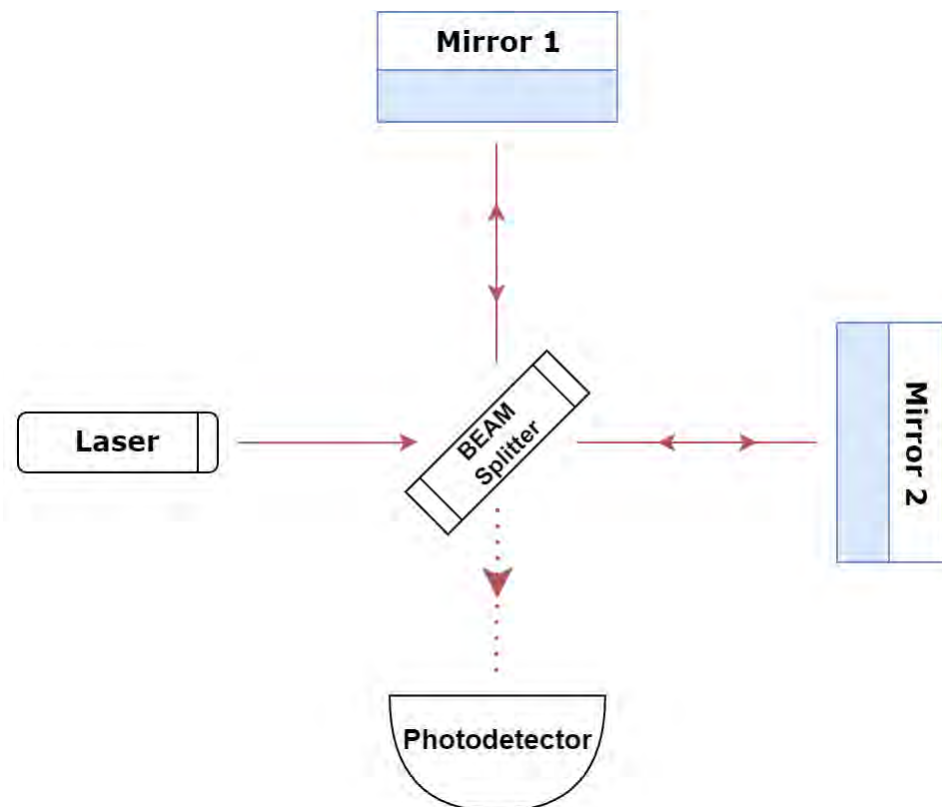 Mirror 1
Laser
BEAM
Splitter
Mirror 2
Photodetector